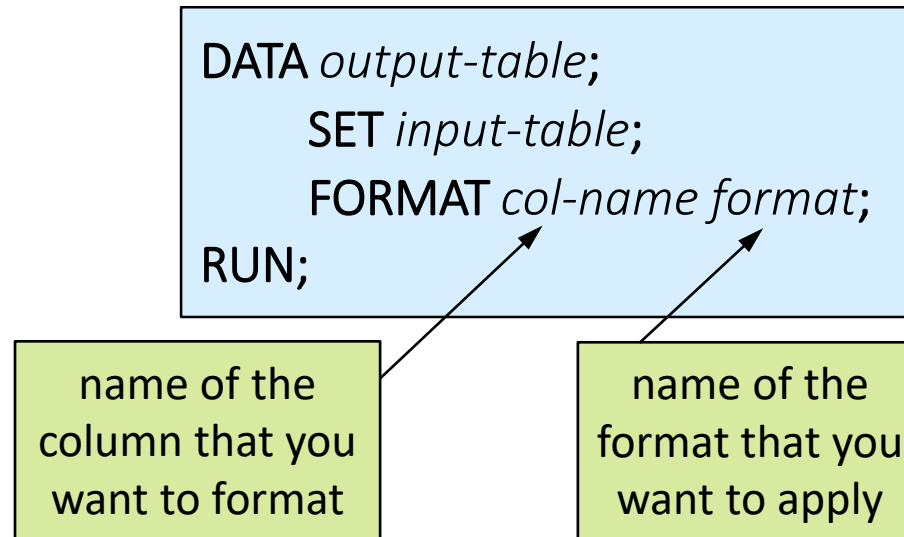 DATA output-table;
SET input-table;
FORMAT col-name format;
RUN;
name of the
column that you
want to format
name of the
format that you
want to apply